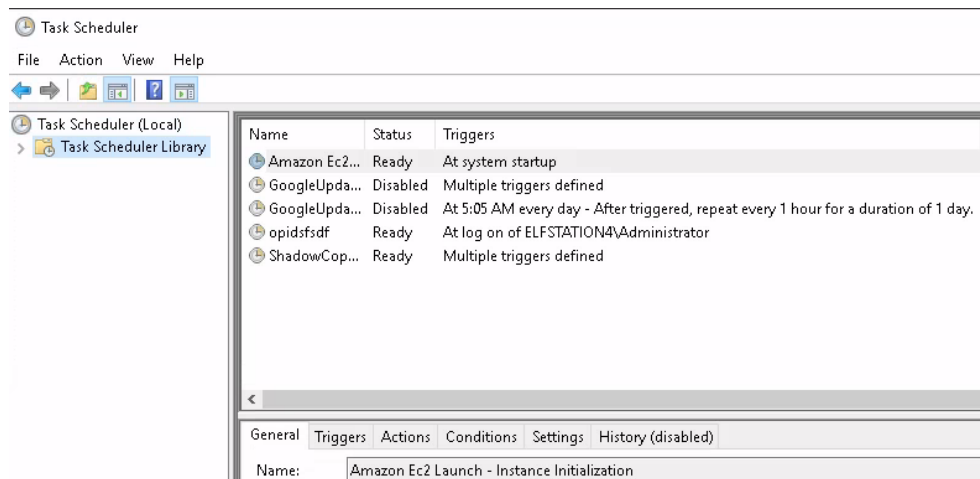 Task Scheduler
File Action View Help
Task Scheduler (Local)
Task Scheduler Library
Name Status Triggers
Amazon Ec2... Ready At system startup
GoogleUpda... Disabled Multiple triggers defined
GoogleUpda... Disabled At 5:05 AM every day - After triggered, repeat every 1 hour for a duration of 1 day.
opidsfsdf Ready At log on of ELFSTATION4\Administrator
ShadowCop... Ready Multiple triggers defined
General Triggers Actions Conditions Settings History (disabled)
Name: Amazon Ec2 Launch - Instance Initialization